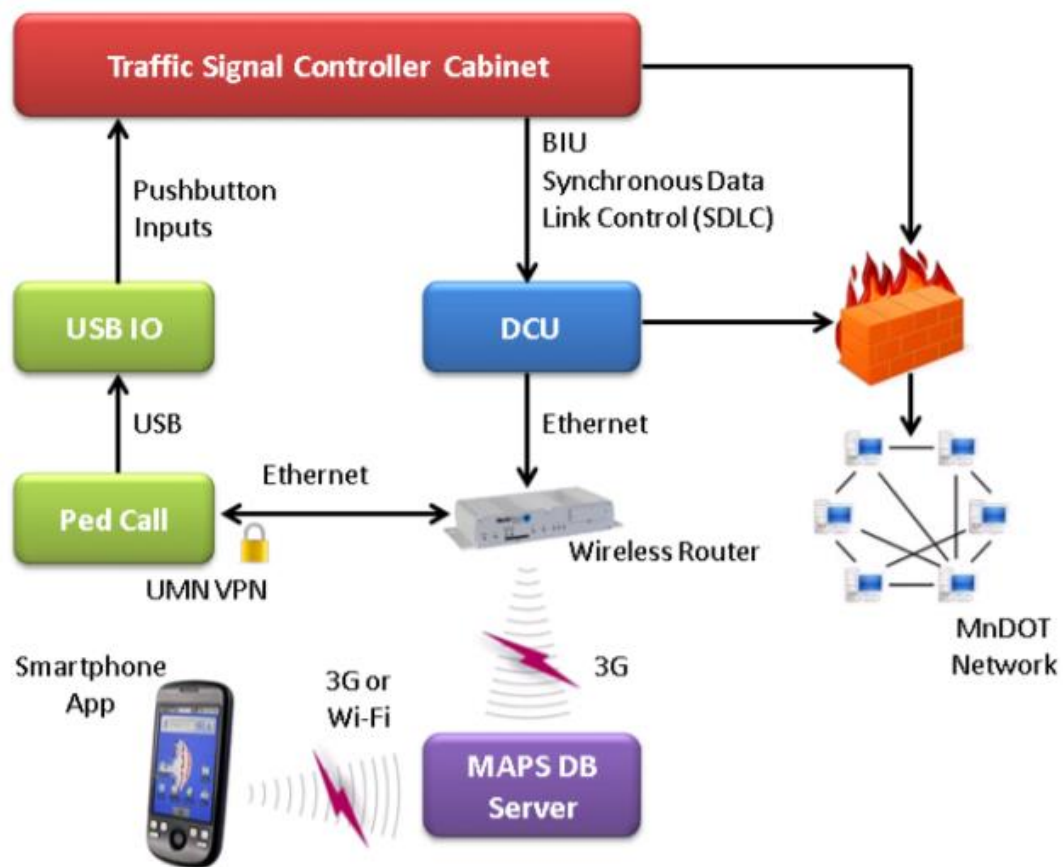 Traffic Signal Controller Cabinet
Pushbutton
Inputs
BIU
Synchronous Data
Link Control (SDLC)
USB IO
DCU
USB
Ethernet
Ped Call
Ethernet
UMN VPN
Wireless Router
MnDOT
Network
Smartphone
App
3G or
Wi-Fi
3G
MAPS DB
Server